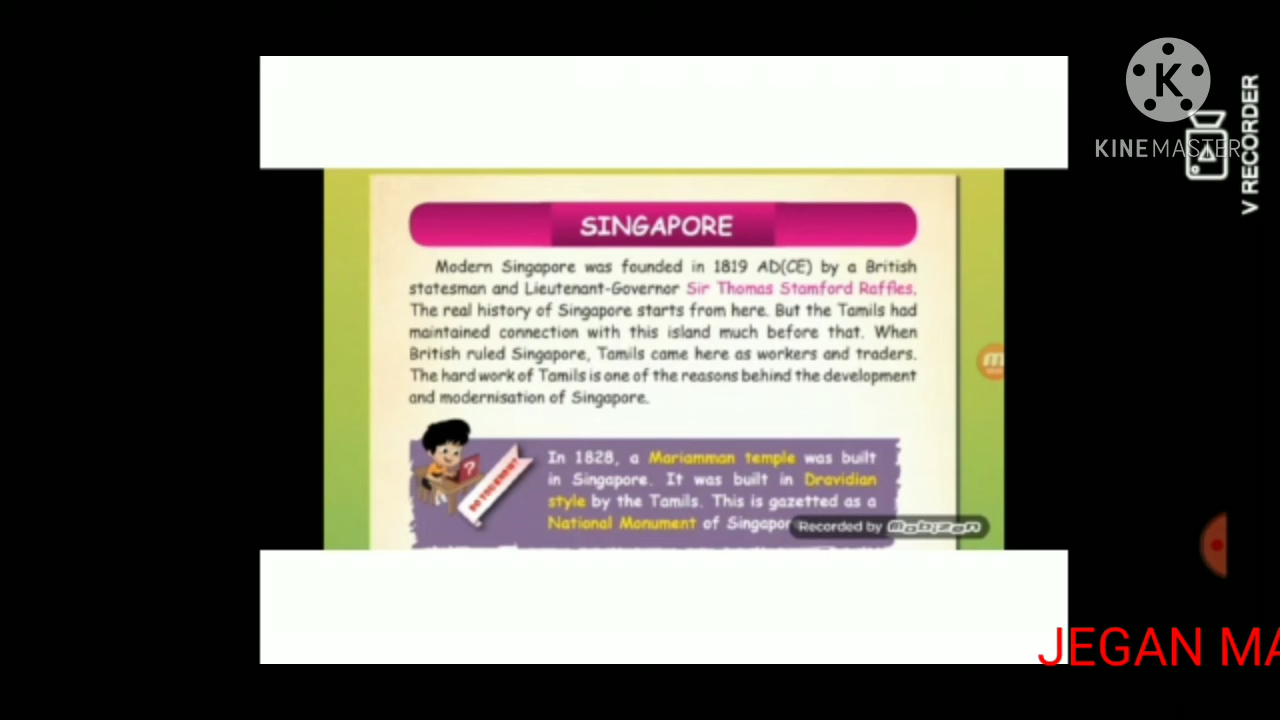 K
KINEMASTER
V RECORDER
SINGAPORE
Modern Singapore was founded in 1819 AD(CE) by a British
statesman and Lieutenant-Governor Sir Thomas Stamford Raffles.
The real history of Singapore starts from here. But the Tamils had
maintained connection with this island much before that. When
British ruled Singapore, Tamils came here as workers and traders.
The hard work of Tamils is one of the reasons behind the development
and modernisation of Singapore.
m
?
DO YOU KNOW?
In 1828, a Mariamman temple was built
in Singapore. It was built in Dravidian
style by the Tamils. This is gazetted as a
National Monument of Singapor
Recorded by mobizen
JEGAN MA